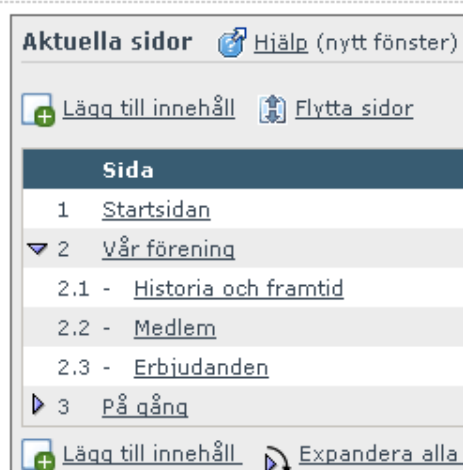 Aktuella sidor Hjälp (nytt fönster)
Lägg till innehåll Flytta sidor
Sida
1 Startsidan
2 Vår förening
2.1 - Historia och framtid
2.2 - Medlem
2.3 - Erbjudanden
3 På gång
Lägg till innehåll Expandera alla